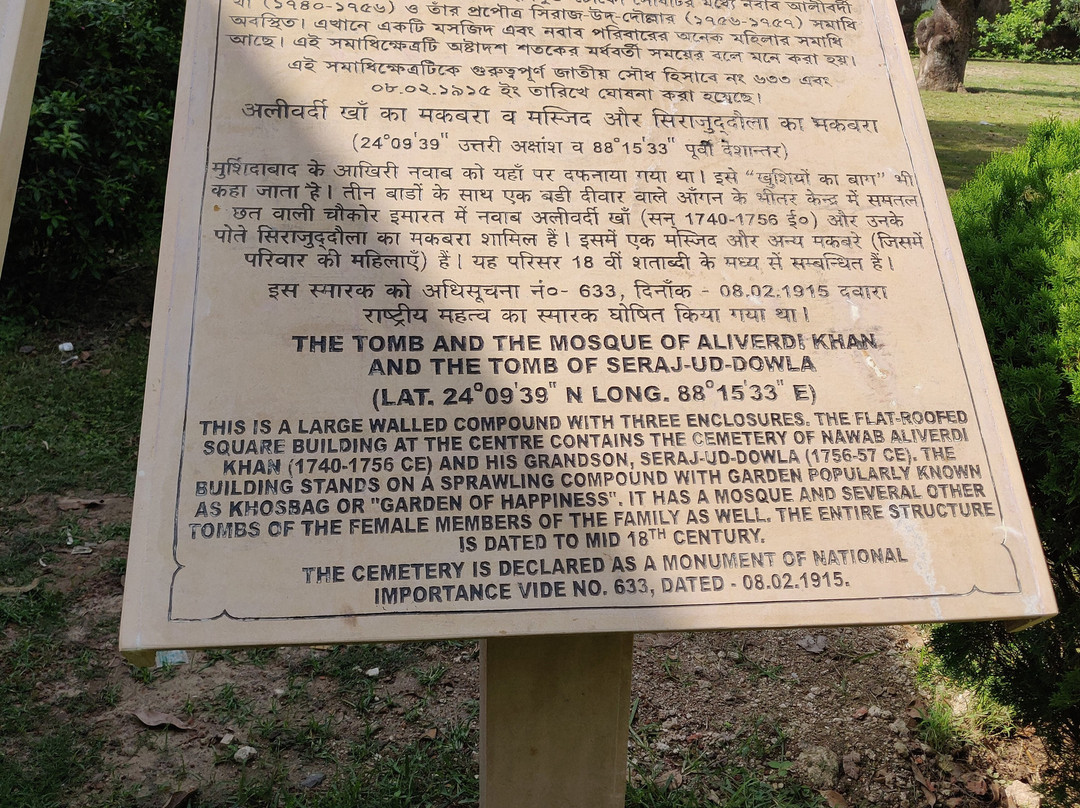 খাঁ (১৭৪০-১৭৫৬) ও তাঁর প্রপৌত্র সিরাজ-উদ্-দৌল্লার (১৭৫৬-১৭৫৭) সমাধি
অবস্থিত। এখানে একটি মসজিদ এবং নবাব পরিবারের অনেক মহিলার সমাধি
আছে। এই সমাধিক্ষেত্রটি অষ্টাদশ শতকের মধ্যবর্তী সময়ের বলে মনে করা হয়।
এই সমাধিক্ষেত্রটিকে গুরুত্বপূর্ণ জাতীয় সৌধ হিসাবে নং ৬৩৩ এবং
০৮.০২.১৯১৫ ইং তারিখে ঘোষনা করা হয়েছে।
अलीवर्दी खाँ का मकबरा व मस्जिद और सिराजुद्दौला का मकबरा
(24°09'39" उत्तरी अक्षांश व 88°15'33" पूर्वी देशान्तर)
मुर्शिदाबाद के आखिरी नवाब को यहाँ पर दफनाया गया था। इसे "खुशियों का बाग" भी
कहा जाता है। तीन बाडों के साथ एक बडी दीवार वाले आँगन के भीतर केन्द्र में समतल
छत वाली चौकोर इमारत में नवाब अलीवर्दी खाँ (सन् 1740-1756 ई०) और उनके
पोते सिराजुद्दौला का मकबरा शामिल हैं। इसमें एक मस्जिद और अन्य मकबरे (जिसमें
परिवार की महिलाएँ) हैं। यह परिसर 18 वीं शताब्दी के मध्य से सम्बन्धित हैं।
इस स्मारक को अधिसूचना नं०- 633, दिनाँक - 08.02.1915 दवारा
राष्ट्रीय महत्व का स्मारक घोषित किया गया था।
THE TOMB AND THE MOSQUE OF ALIVERDI KHAN
AND THE TOMB OF SERAJ-UD-DOWLA
(LAT. 24°09'39" N LONG. 88°15'33" E)
THIS IS A LARGE WALLED COMPOUND WITH THREE ENCLOSURES. THE FLAT-ROOFED
SQUARE BUILDING AT THE CENTRE CONTAINS THE CEMETERY OF NAWAB ALIVERDI
KHAN (1740-1756 CE) AND HIS GRANDSON, SERAJ-UD-DOWLA (1756-57 CE). THE
BUILDING STANDS ON A SPRAWLING COMPOUND WITH GARDEN POPULARLY KNOWN
AS KHOSBAG OR "GARDEN OF HAPPINESS". IT HAS A MOSQUE AND SEVERAL OTHER
TOMBS OF THE FEMALE MEMBERS OF THE FAMILY AS WELL. THE ENTIRE STRUCTURE
IS DATED TO MID 18TH CENTURY.
THE CEMETERY IS DECLARED AS A MONUMENT OF NATIONAL
IMPORTANCE VIDE NO. 633, DATED - 08.02.1915.